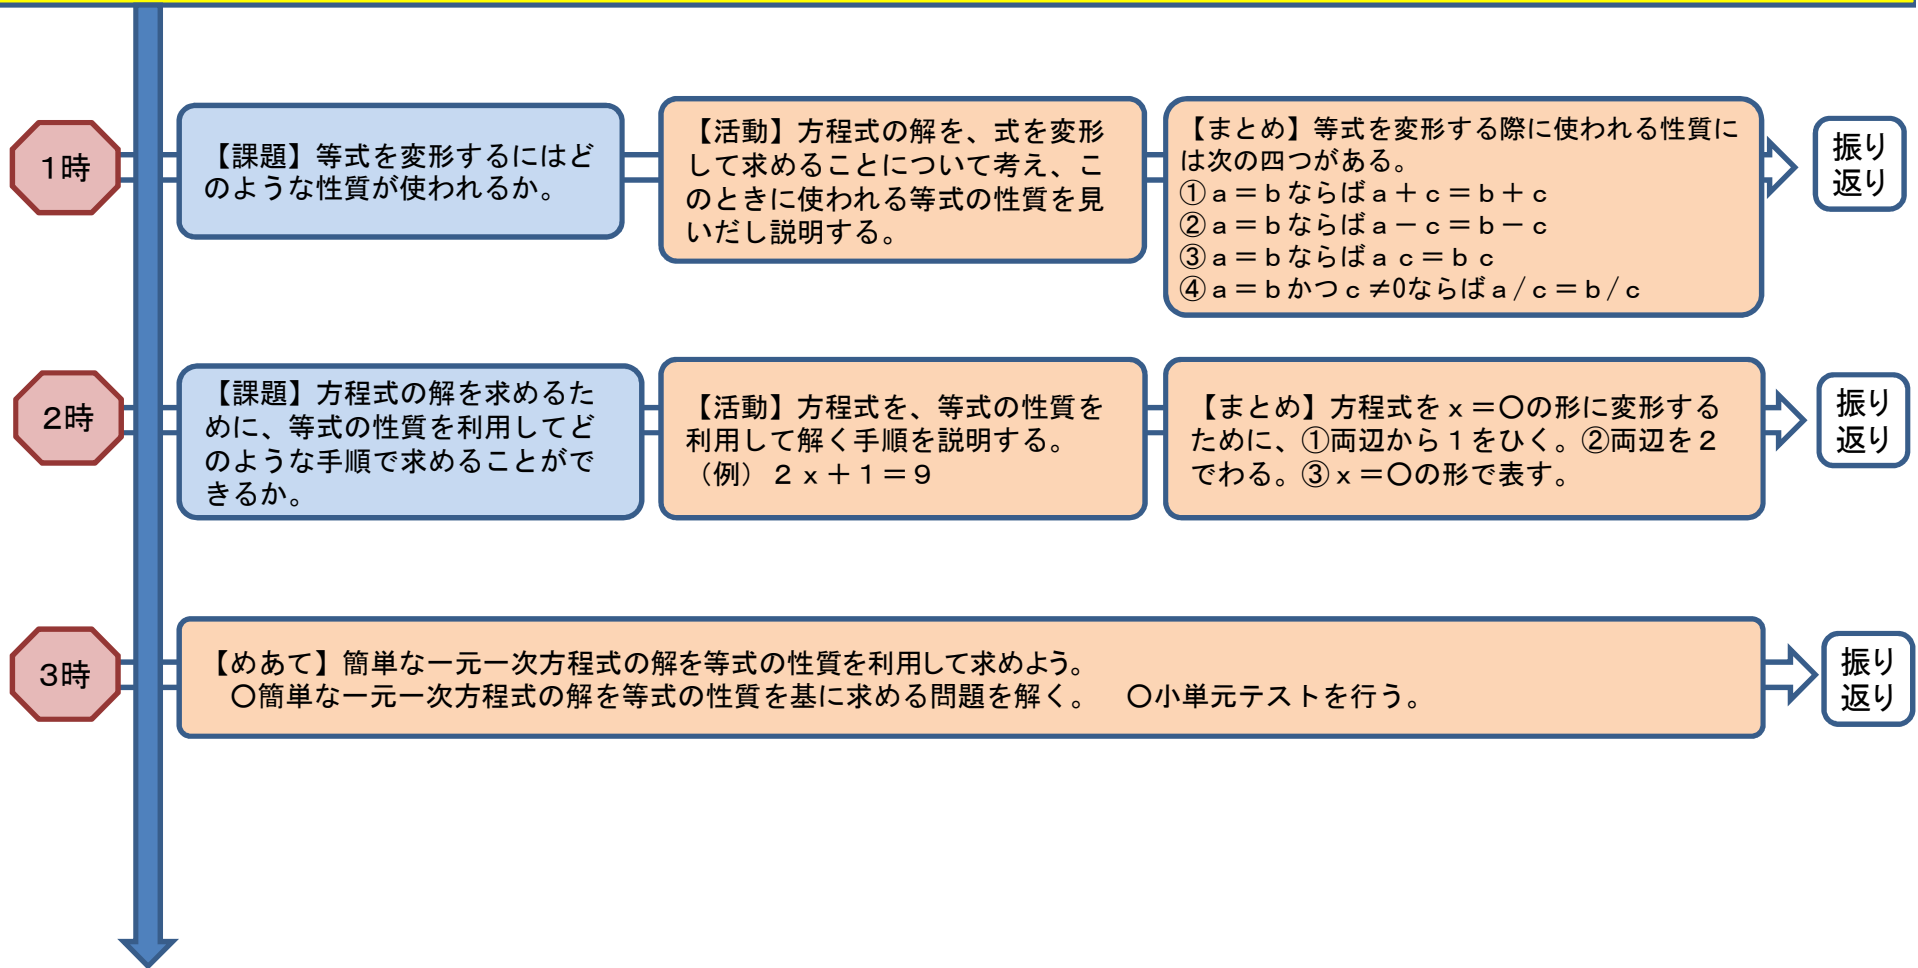 1時
【課題】等式を変形するにはど
のような性質が使われるか。
【活動】方程式の解を、式を変形
して求めることについて考え、こ
のときに使われる等式の性質を見
いだし説明する。
【まとめ】等式を変形する際に使われる性質に
は次の四つがある。
①ａ＝ｂならばａ＋ｃ＝ｂ＋ｃ
②ａ＝ｂならばａ－ｃ＝ｂ－ｃ
③ａ＝ｂならばａｃ＝ｂｃ
④ａ＝ｂかつｃ≠0ならばａ/ｃ＝ｂ/ｃ
振り
返り
2時
【課題】方程式の解を求めるた
めに、等式の性質を利用してど
のような手順で求めることがで
きるか。
【活動】方程式を、等式の性質を
利用して解く手順を説明する。
（例）２ｘ＋１＝９
【まとめ】方程式をｘ＝〇の形に変形する
ために、①両辺から１をひく。②両辺を２
でわる。③ｘ＝〇の形で表す。
振り
返り
3時
【めあて】簡単な一元一次方程式の解を等式の性質を利用して求めよう。
〇簡単な一元一次方程式の解を等式の性質を基に求める問題を解く。　〇小単元テストを行う。
振り
返り